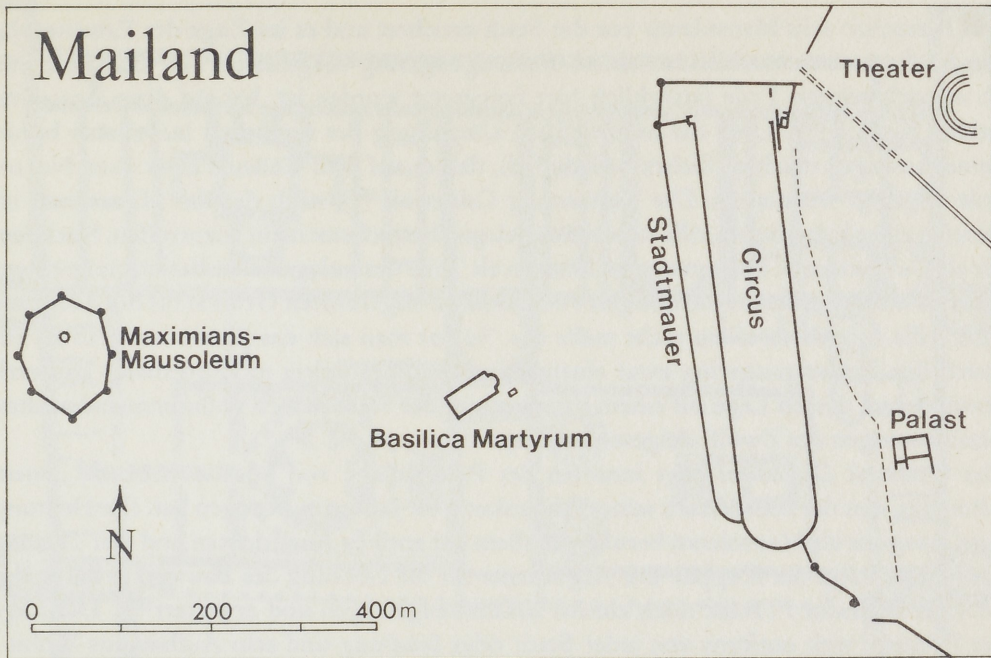 Mailand
Theater
Stadtmauer
Circus
Maximians-
Mausoleum
Basilica Martyrum
Palast
N
0 200 400 m